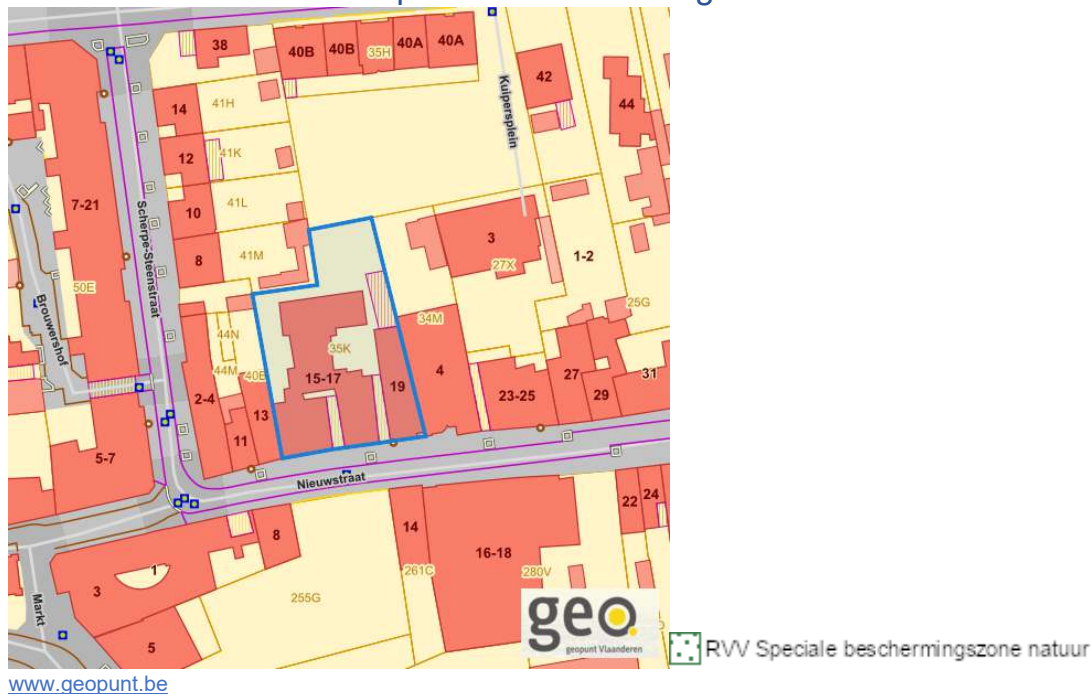 38
40B
40B
35H
40A
40A
42
44
Kuipersplein
14
41H
12
41K
7-21
Scherpe-Steenstraat
10
41L
8
41M
3
27X
1-2
50E
Brouwershof
25G
44N
34M
44M
40E
35K
15-17
19
4
2-4
13
11
23-25
27
29
31
5-7
Nieuwstraat
8
14
16-18
22
24
261C
280V
255G
1
3
Markt
5
geo.
geopunt Vlaanderen
RVV Speciale beschermingszone natuur
www.geopunt.be